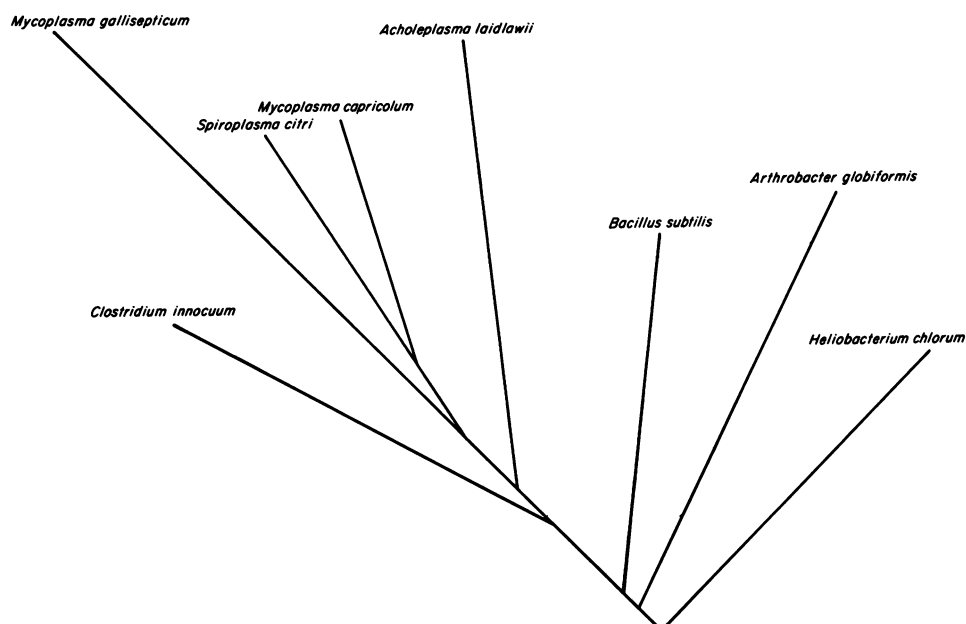 Mycoplasma gallisepticum
Acholeplasma laidlawii
Mycoplasma capricolum
Spiroplasma citri
Arthrobacter globiformis
Bacillus subtilis
Clostridium innocuum
Heliobacterium chlorum